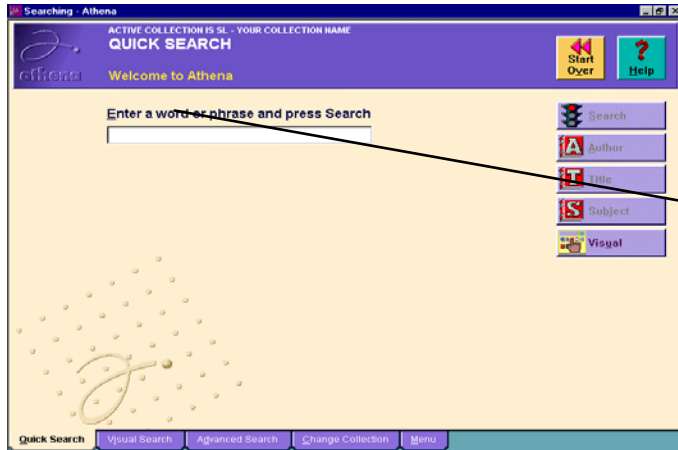 Searching - Athena
ACTIVE COLLECTION IS SL - YOUR COLLECTION NAME
QUICK SEARCH
Welcome to Athena
athena
Start Over
Help
Enter a word or phrase and press Search
Search
Author
Title
Subject
Visual
Quick Search Visual Search Advanced Search Change Collection Menu